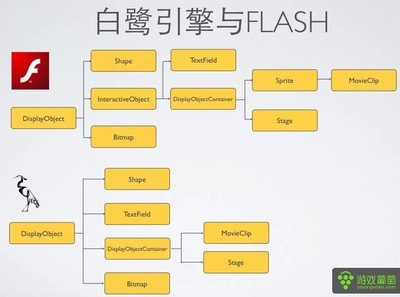 白鹭引擎与FLASH
Shape
TextField
Sprite
MovieClip
InteractiveObject
DisplayObjectContainer
DisplayObject
Stage
Bitmap
Shape
TextField
DisplayObject
DisplayObjectContainer
MovieClip
Stage
Bitmap
游戏葡萄
youxiputao.com